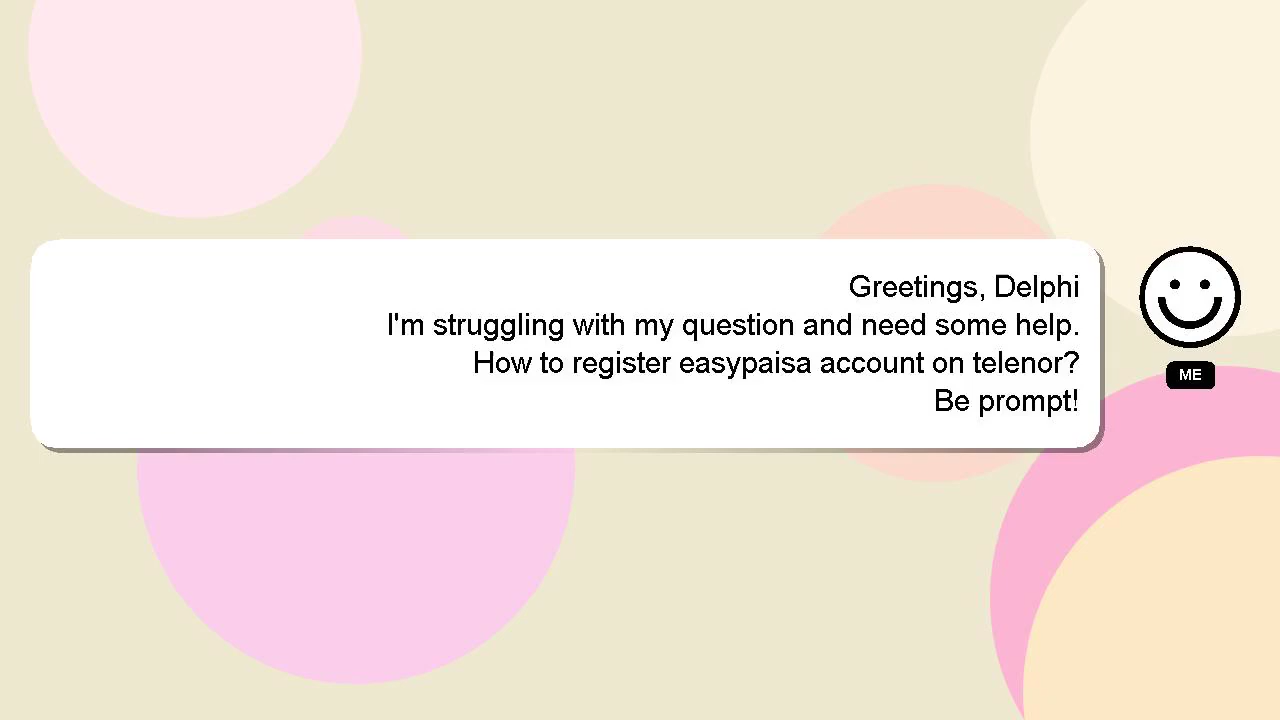 Greetings, Delphi
I'm struggling with my question and need some help.
How to register easypaisa account on telenor?
Be prompt!
ME